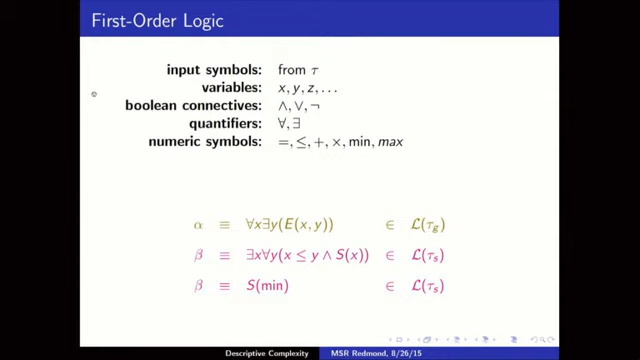 First-Order Logic
input symbols: from τ
variables: x, y, z, . . .
boolean connectives: ∧, ∨, ¬
quantifiers: ∀, ∃
numeric symbols: =, ≤, +, ×, min, max
α ≡ ∀x∃y(E(x, y)) ∈ ℒ(τg)
β ≡ ∃x∀y(x ≤ y ∧ S(x)) ∈ ℒ(τs)
β ≡ S(min) ∈ ℒ(τs)
Descriptive Complexity MSR Redmond, 8/26/15